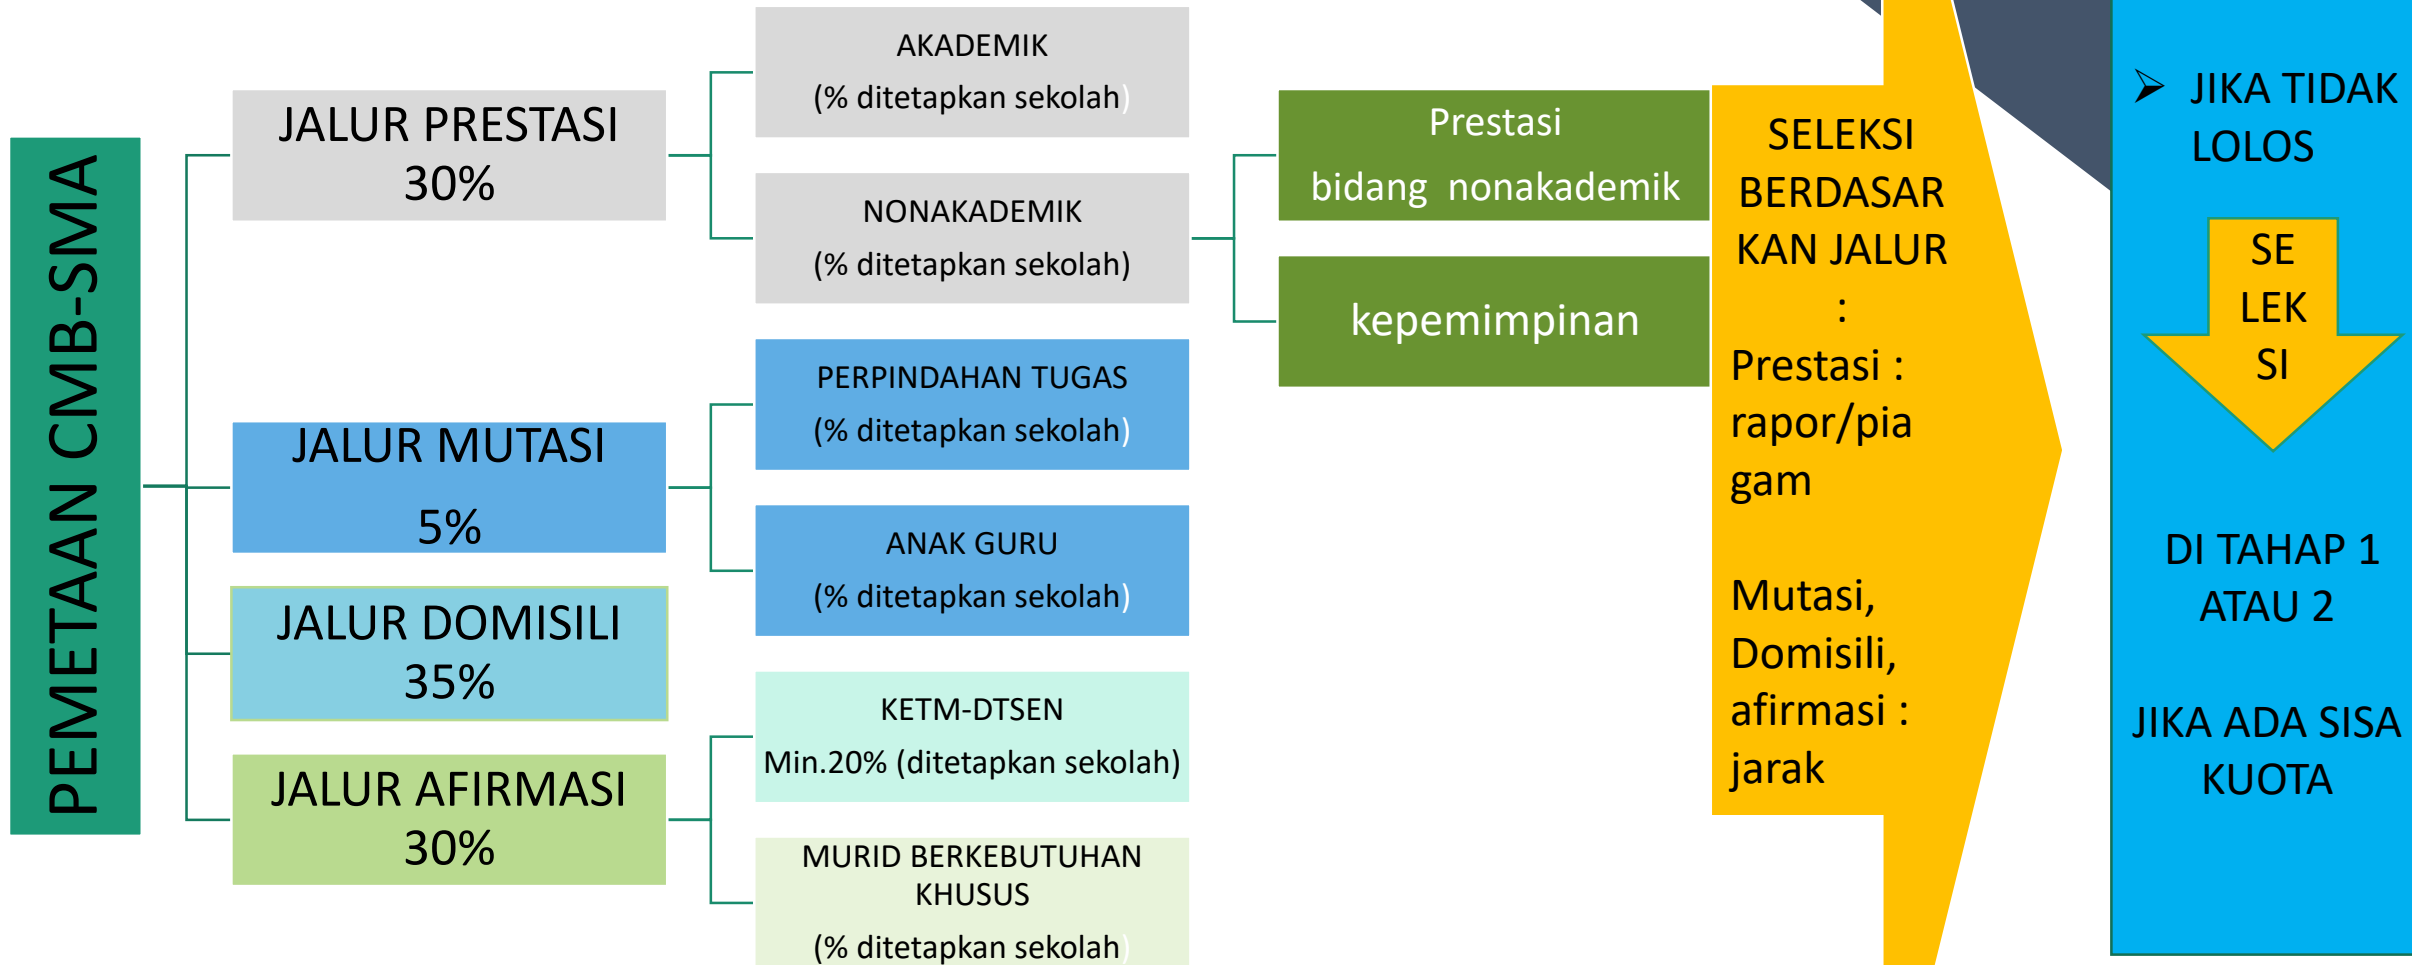 PEMETAAN CMB-SMA
JALUR PRESTASI
30%
AKADEMIK
(% ditetapkan sekolah)
NONAKADEMIK
(% ditetapkan sekolah)
Prestasi
bidang nonakademik
kepemimpinan
JALUR MUTASI
5%
PERPINDAHAN TUGAS
(% ditetapkan sekolah)
ANAK GURU
(% ditetapkan sekolah)
JALUR DOMISILI
35%
JALUR AFIRMASI
30%
KETM-DTSEN
Min.20% (ditetapkan sekolah)
MURID BERKEBUTUHAN
KHUSUS
(% ditetapkan sekolah)
SELEKSI
BERDASAR
KAN JALUR
:
Prestasi :
rapor/pia
gam
Mutasi,
Domisili,
afirmasi :
jarak
➢ JIKA TIDAK
LOLOS
SE
LEK
SI
DI TAHAP 1
ATAU 2
JIKA ADA SISA
KUOTA